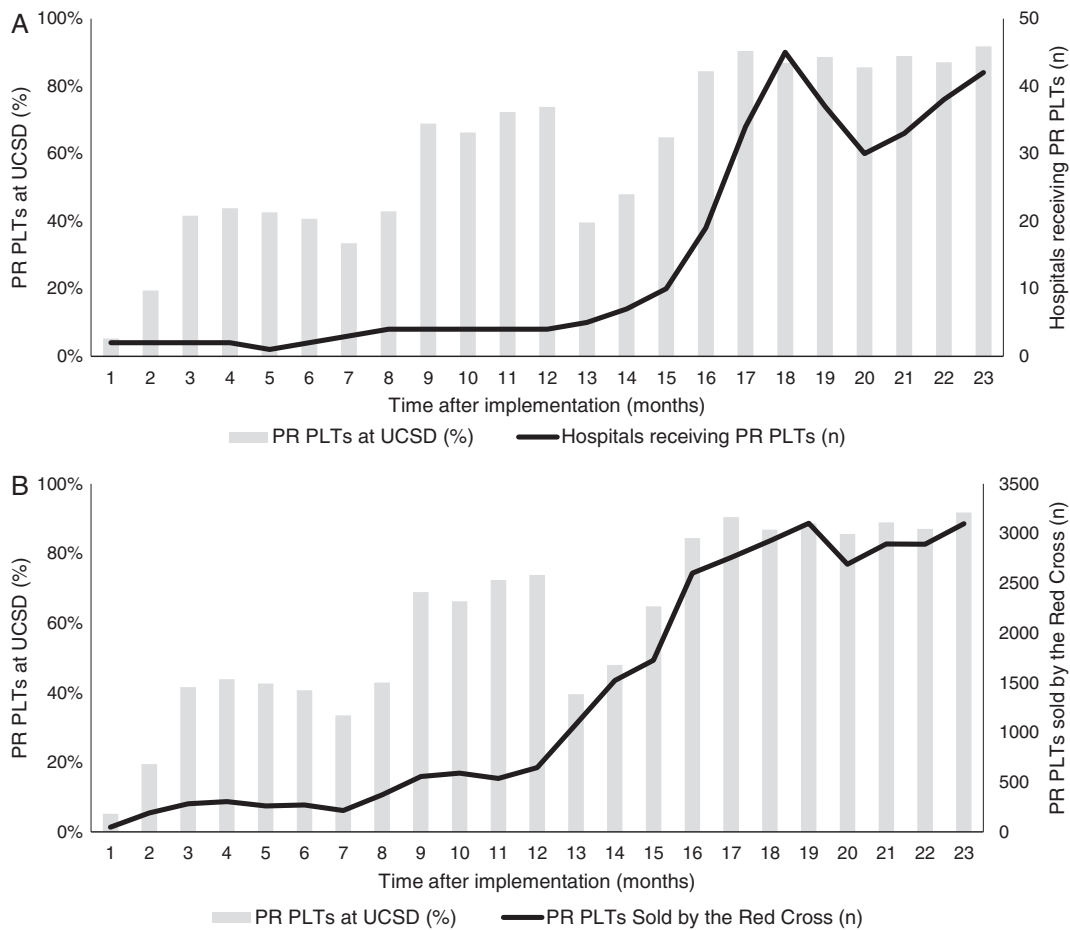 A
100%
80%
60%
40%
20%
0%
PR PLTs at UCSD (%)
50
40
30
20
10
0
Hospitals receiving PR PLTs (n)
1 2 3 4 5 6 7 8 9 10 11 12 13 14 15 16 17 18 19 20 21 22 23
Time after implementation (months)
PR PLTs at UCSD (%) Hospitals receiving PR PLTs (n)
B
100%
80%
60%
40%
20%
0%
PR PLTs at UCSD (%)
3500
3000
2500
2000
1500
1000
500
0
PR PLTs sold by the Red Cross (n)
1 2 3 4 5 6 7 8 9 10 11 12 13 14 15 16 17 18 19 20 21 22 23
Time after implementation (months)
PR PLTs at UCSD (%) PR PLTs Sold by the Red Cross (n)